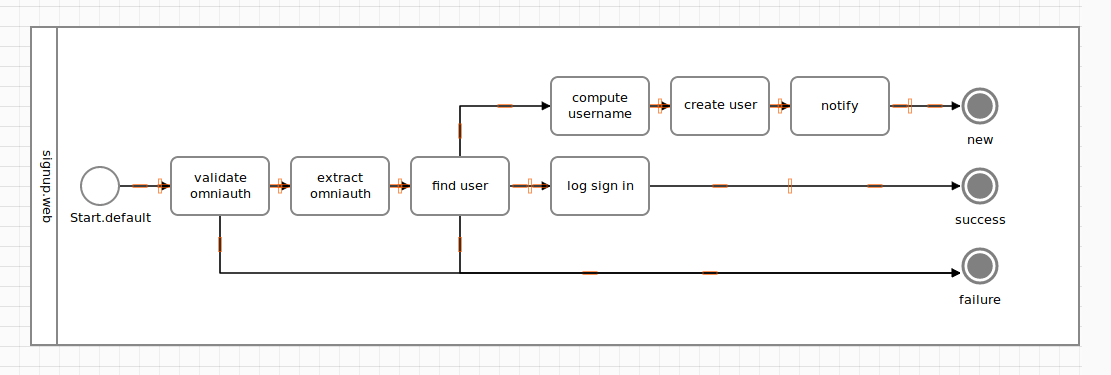 signup.web
compute
username
create user
notify
new
validate
omniauth
extract
omniauth
find user
log sign in
Start.default
success
failure